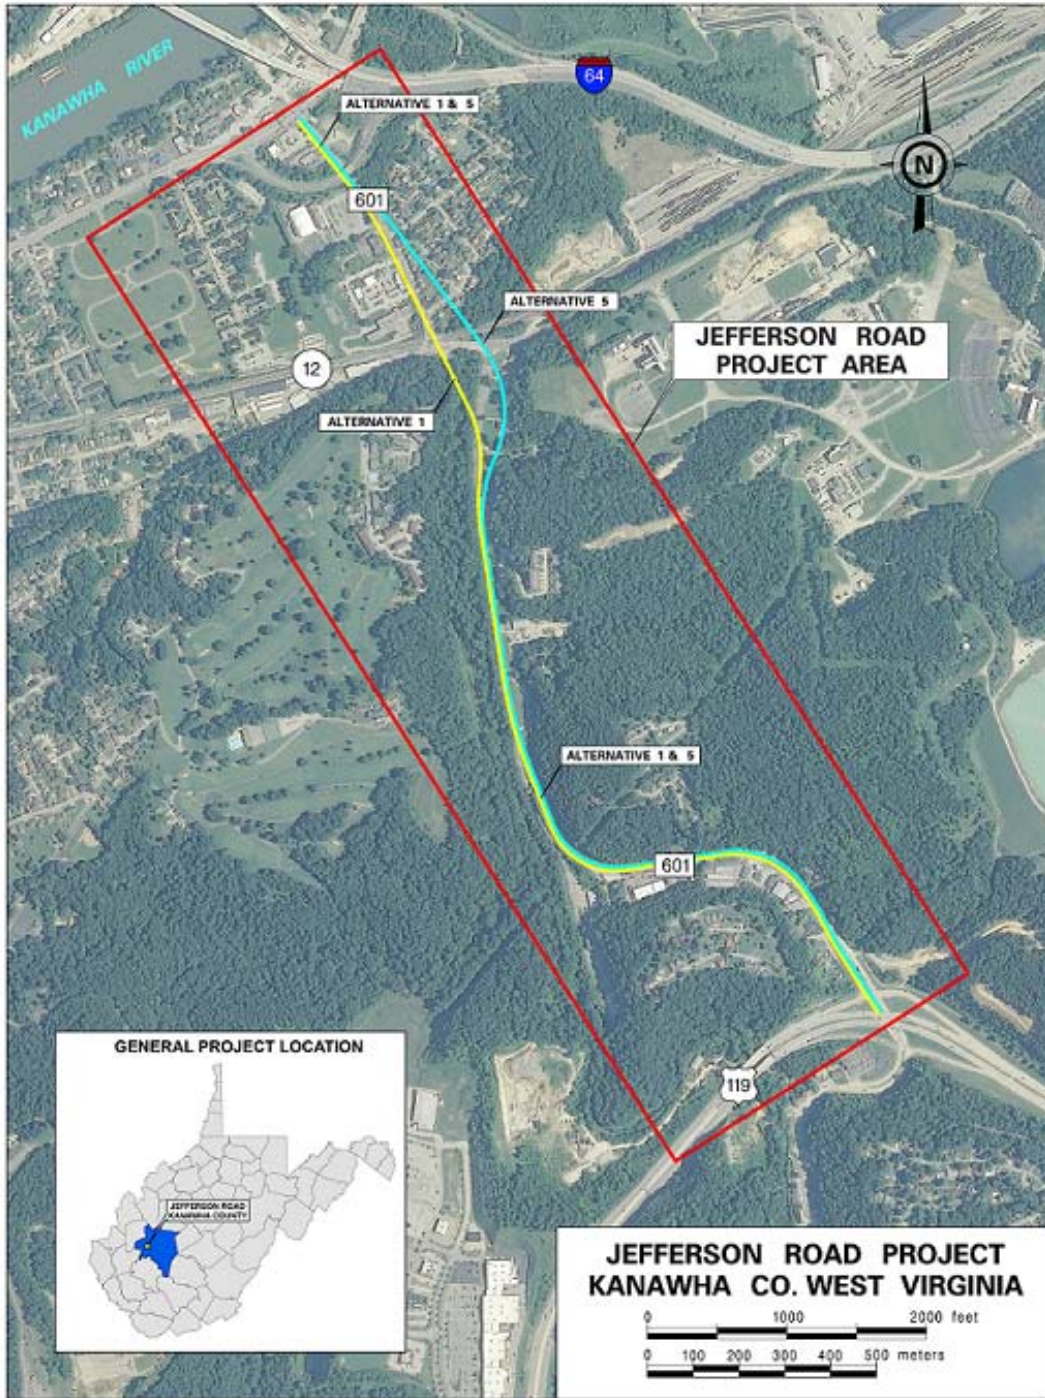 KANAWHA RIVER
64
ALTERNATIVE 1 & 5
N
601
ALTERNATIVE 5
JEFFERSON ROAD
PROJECT AREA
12
ALTERNATIVE 1
ALTERNATIVE 1 & 5
601
119
GENERAL PROJECT LOCATION
JEFFERSON ROAD
KANAWHA COUNTY
JEFFERSON ROAD PROJECT
KANAWHA CO. WEST VIRGINIA
0 1000 2000 feet
0 100 200 300 400 500 meters